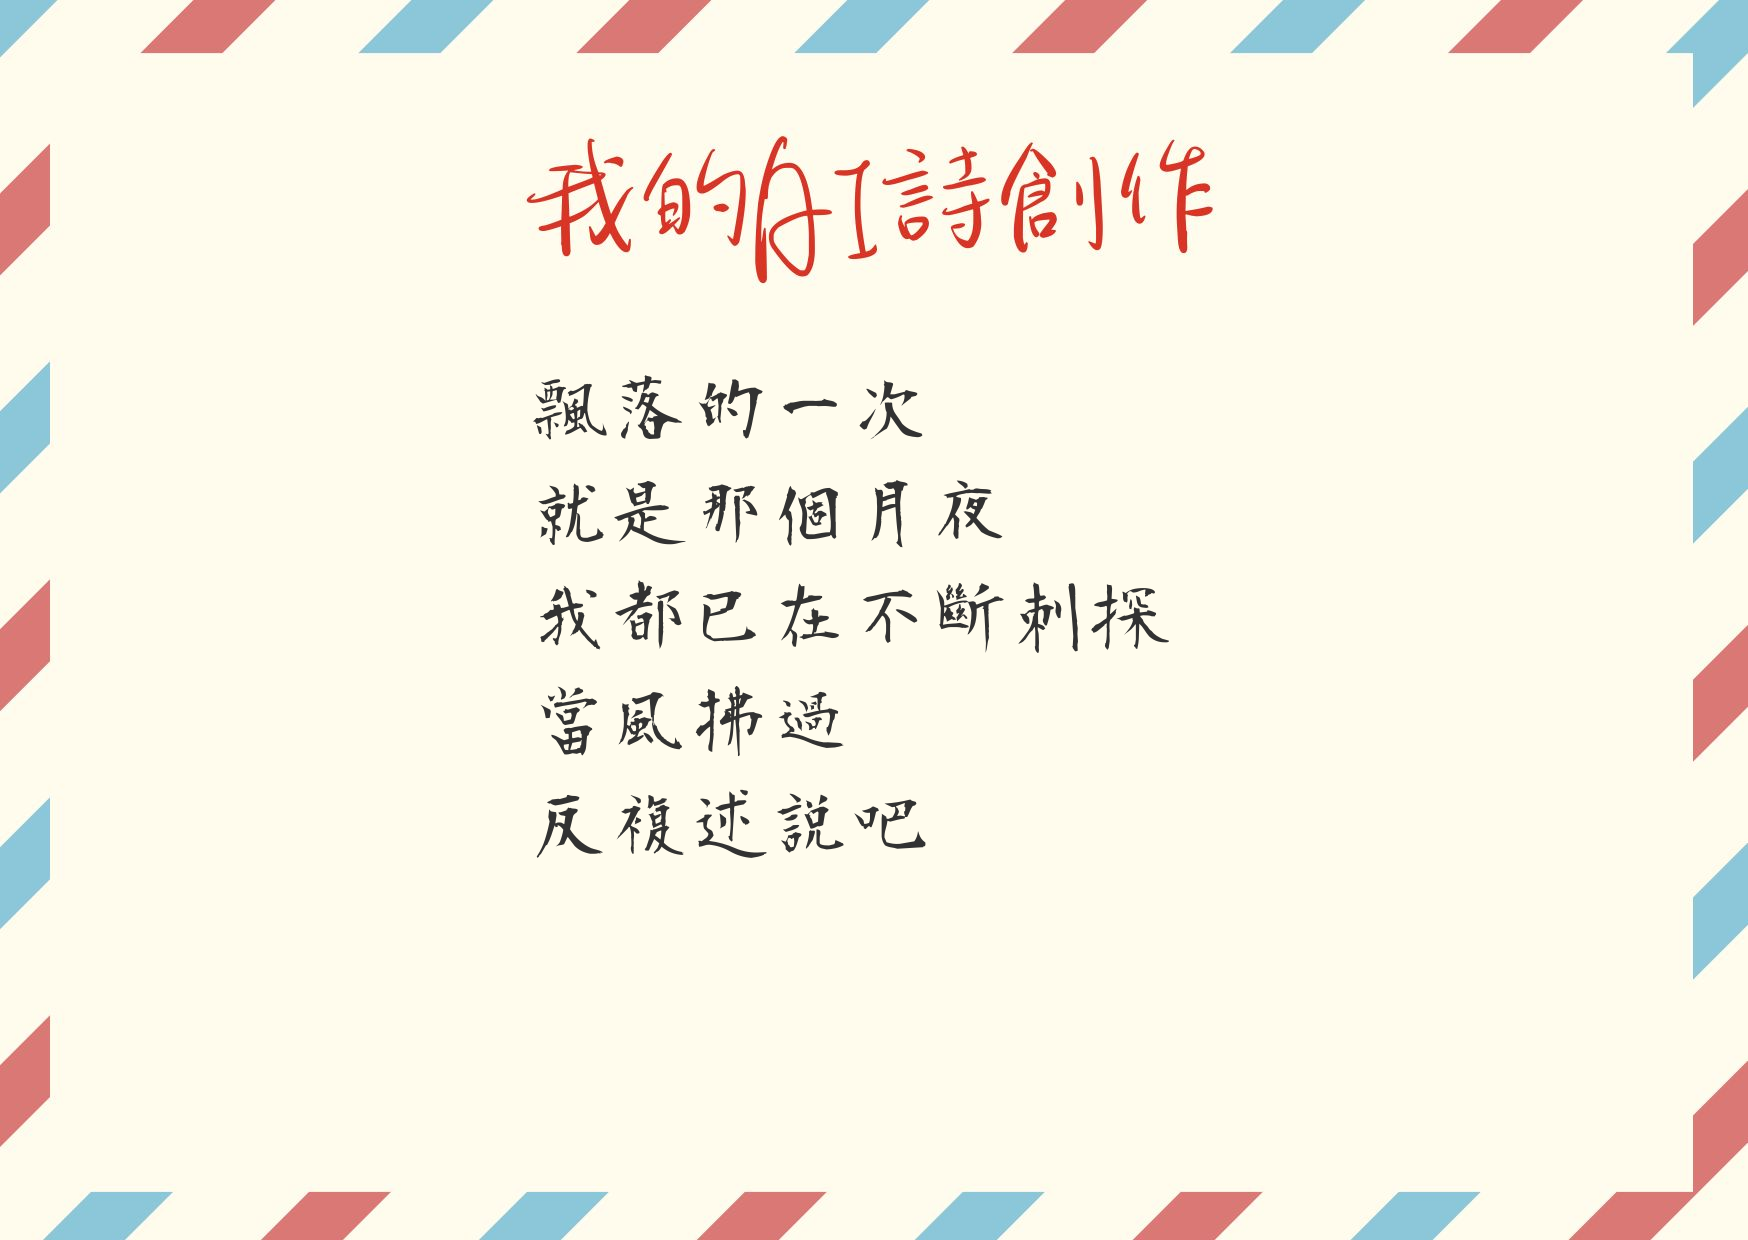 我的AI詩創作
飄落的一次
就是那個月夜
我都已在不斷刺探
當風拂過
反複述説吧